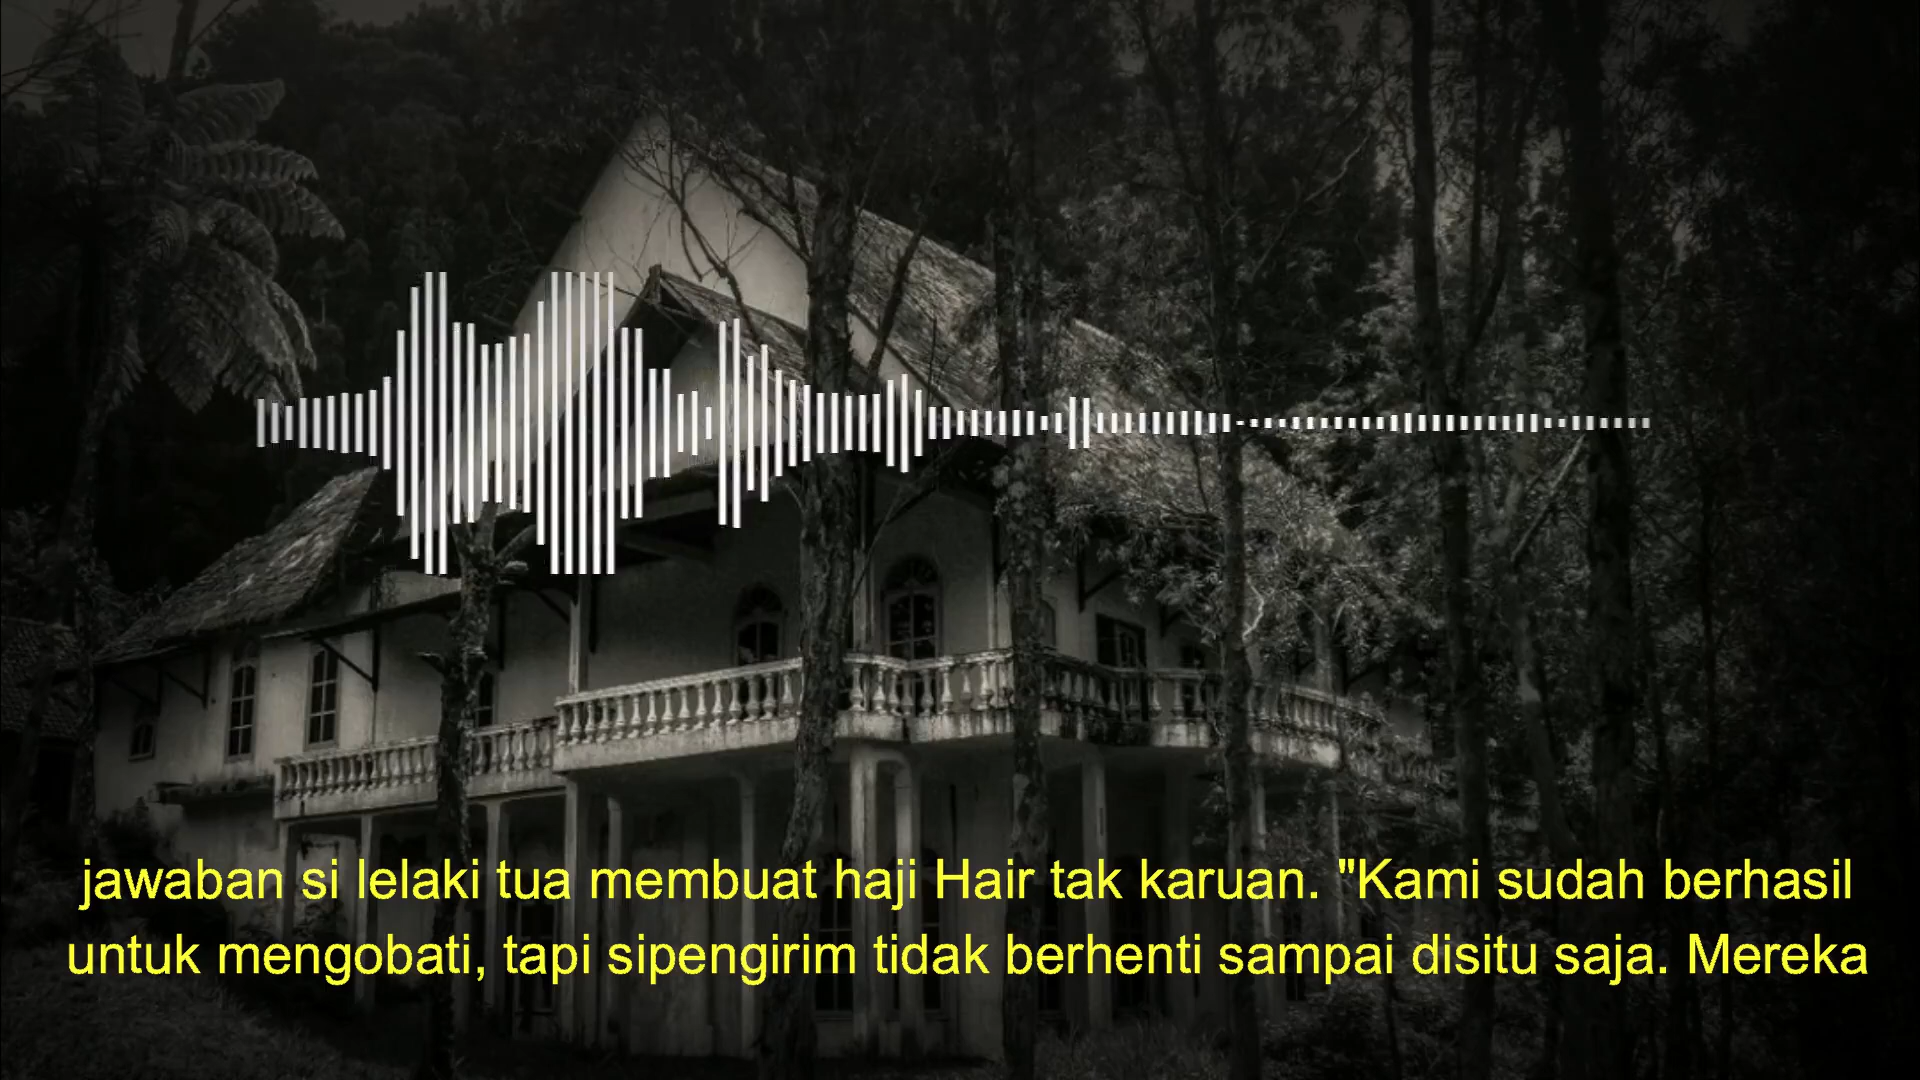 jawaban si lelaki tua membuat haji Hair tak karuan. "Kami sudah berhasil
untuk mengobati, tapi sipengirim tidak berhenti sampai disitu saja. Mereka